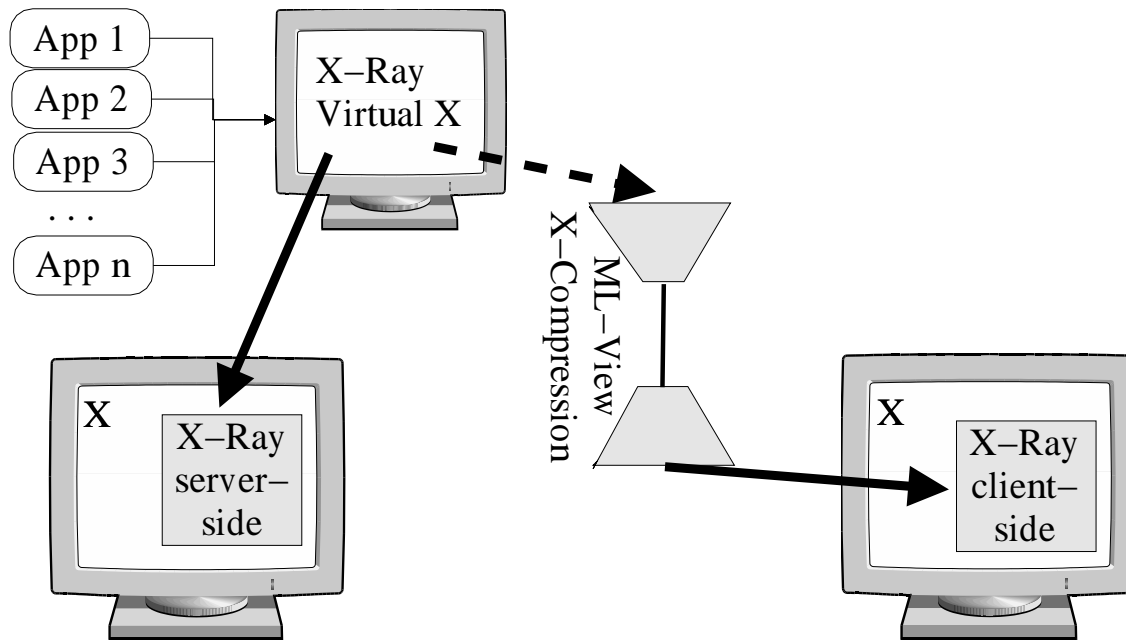 App 1
App 2
App 3
. . .
App n
X–Ray
Virtual X
ML–View
X–Compression
X
X–Ray
server–
side
X
X–Ray
client–
side